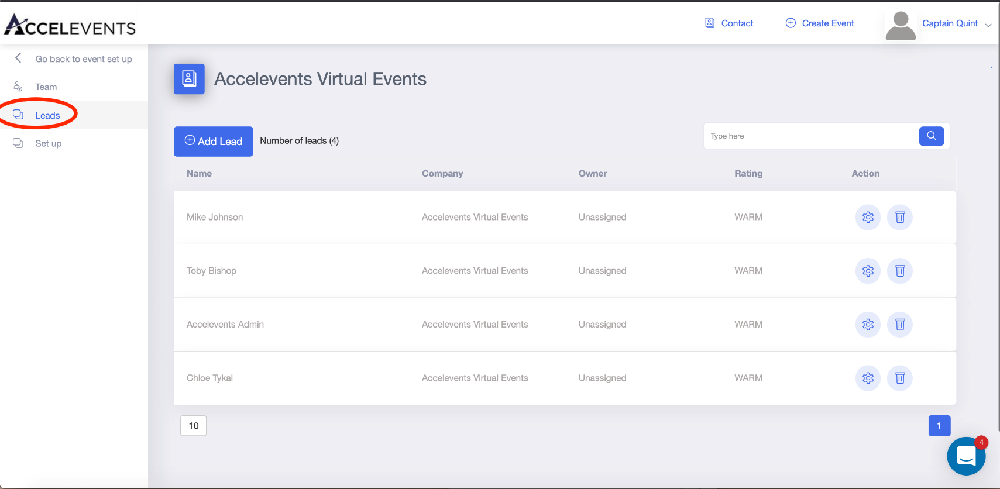 ACCELEVENTS
Contact
Create Event
Captain Quint
Go back to event set up
Team
Leads
Set up
Accelevents Virtual Events
Add Lead
Number of leads (4)
Type here
Name Company Owner Rating Action
Mike Johnson Accelevents Virtual Events Unassigned WARM
Toby Bishop Accelevents Virtual Events Unassigned WARM
Accelevents Admin Accelevents Virtual Events Unassigned WARM
Chloe Tykal Accelevents Virtual Events Unassigned WARM
10
1
4